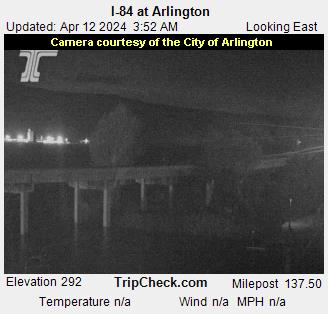 I-84 at Arlington
Updated: Apr 12 2024 3:52 AM Looking East
Camera courtesy of the City of Arlington
Elevation 292 TripCheck.com Milepost 137.50
Temperature n/a Wind n/a MPH n/a